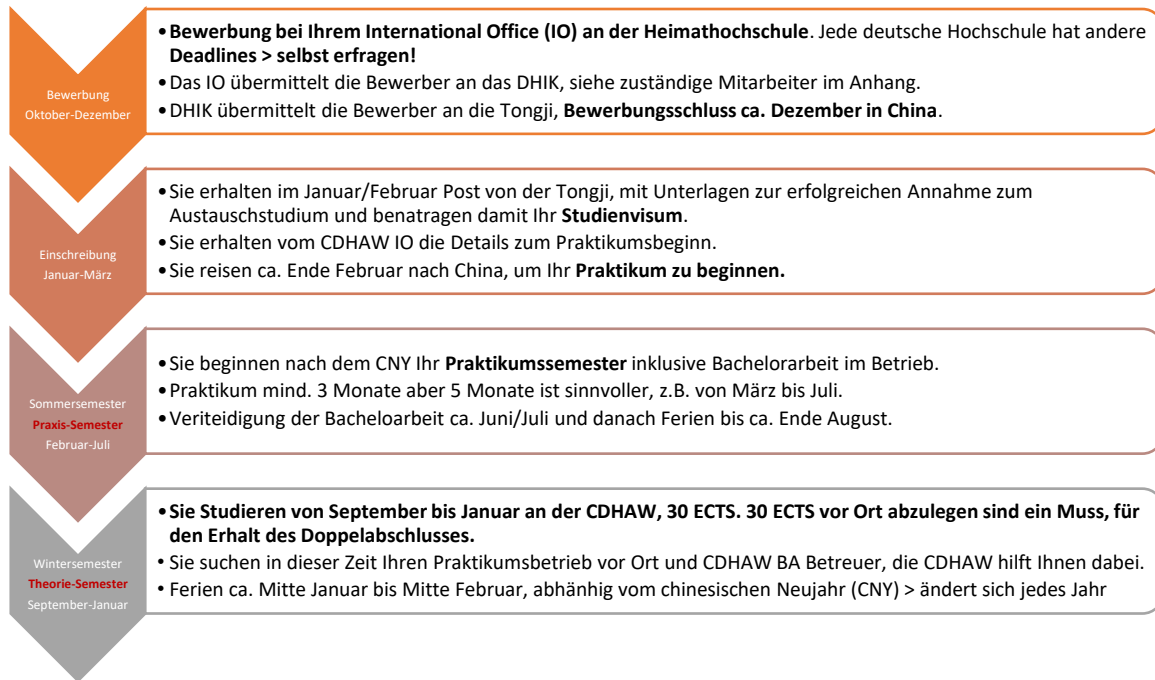 Bewerbung
Oktober-Dezember
•Bewerbung bei Ihrem International Office (IO) an der Heimathochschule. Jede deutsche Hochschule hat andere
Deadlines > selbst erfragen!
•Das IO übermittelt die Bewerber an das DHIK, siehe zuständige Mitarbeiter im Anhang.
•DHIK übermittelt die Bewerber an die Tongji, Bewerbungsschluss ca. Dezember in China.
Einschreibung
Januar-März
•Sie erhalten im Januar/Februar Post von der Tongji, mit Unterlagen zur erfolgreichen Annahme zum
Austauschstudium und benatragen damit Ihr Studienvisum.
•Sie erhalten vom CDHAW IO die Details zum Praktikumsbeginn.
•Sie reisen ca. Ende Februar nach China, um Ihr Praktikum zu beginnen.
Sommersemester
Praxis-Semester
Februar-Juli
•Sie beginnen nach dem CNY Ihr Praktikumssemester inklusive Bachelorarbeit im Betrieb.
•Praktikum mind. 3 Monate aber 5 Monate ist sinnvoller, z.B. von März bis Juli.
•Veriteidigung der Bacheloarbeit ca. Juni/Juli und danach Ferien bis ca. Ende August.
Wintersemester
Theorie-Semester
September-Januar
•Sie Studieren von September bis Januar an der CDHAW, 30 ECTS. 30 ECTS vor Ort abzulegen sind ein Muss, für
den Erhalt des Doppelabschlusses.
• Sie suchen in dieser Zeit Ihren Praktikumsbetrieb vor Ort und CDHAW BA Betreuer, die CDHAW hilft Ihnen dabei.
• Ferien ca. Mitte Januar bis Mitte Februar, abhänhig vom chinesischen Neujahr (CNY) > ändert sich jedes Jahr